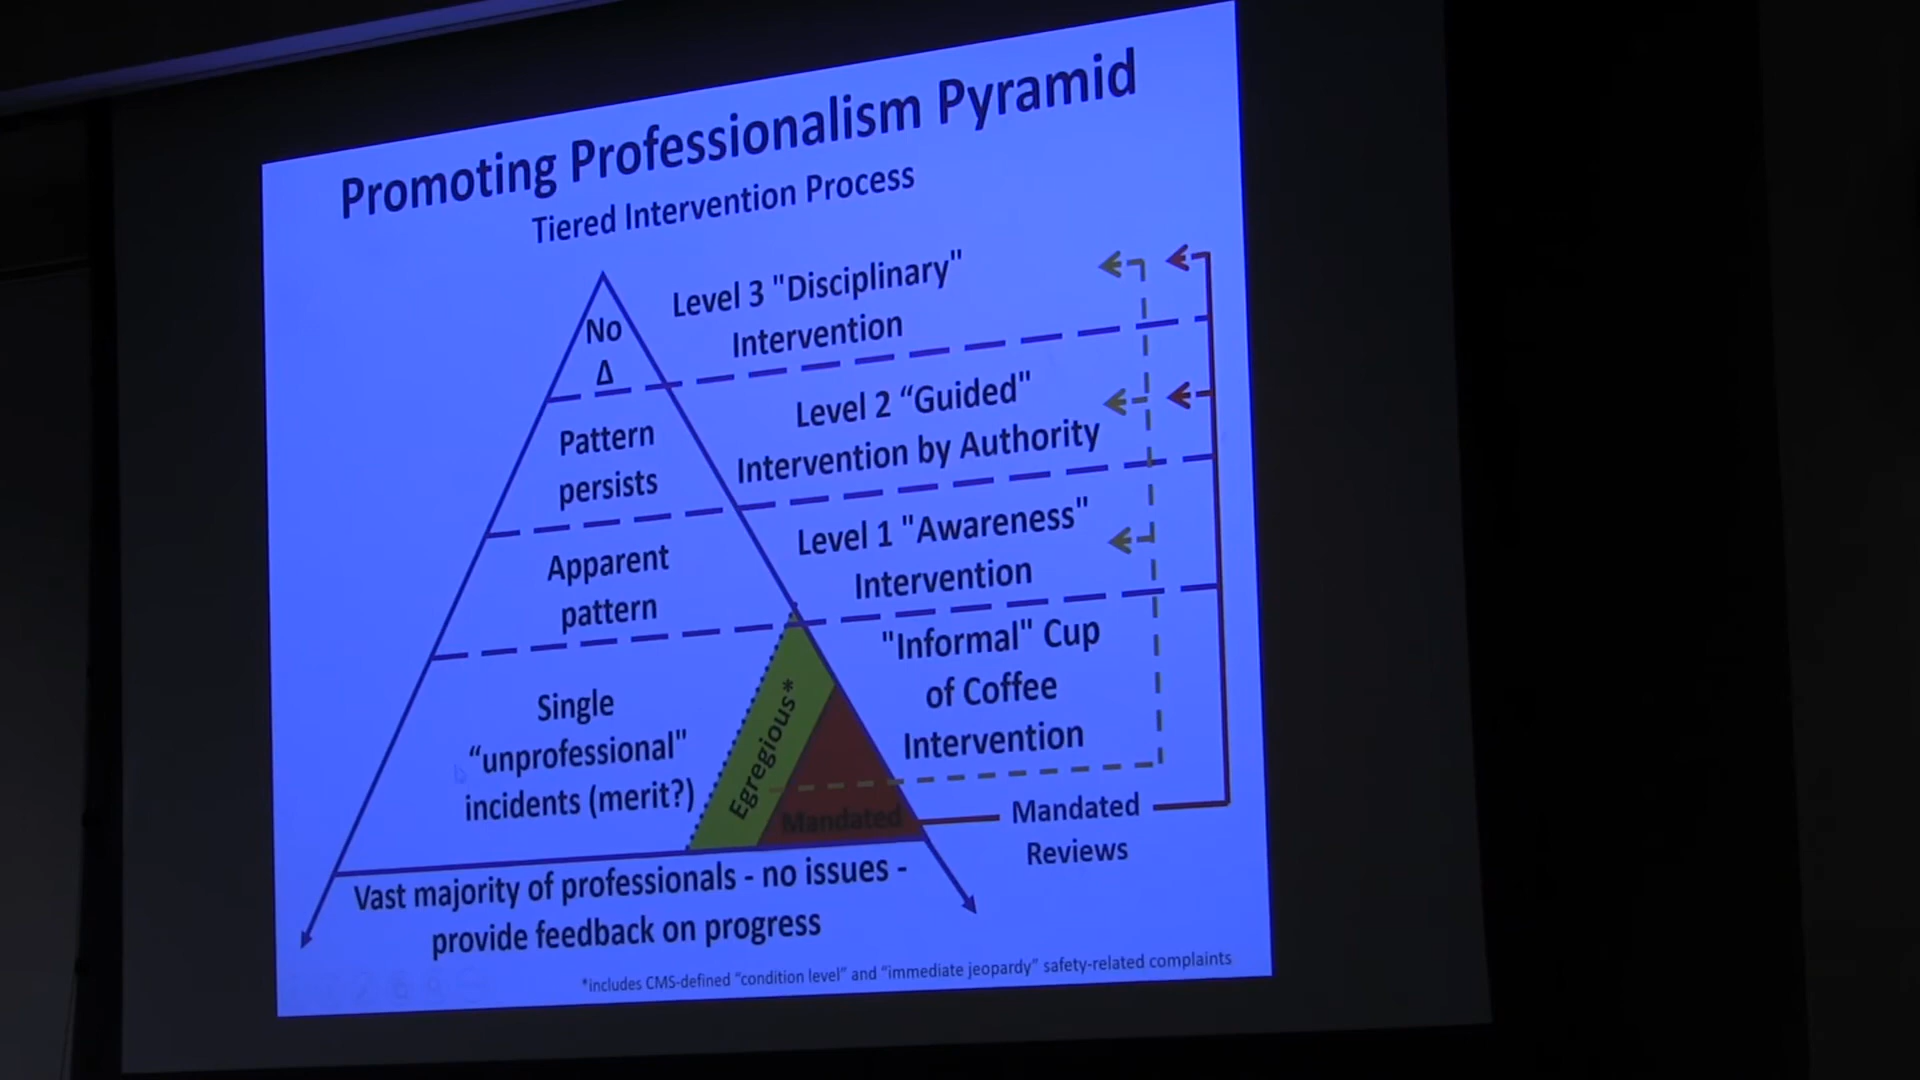 Promoting Professionalism Pyramid
Tiered Intervention Process
No
Δ
Level 3 "Disciplinary"
Intervention
Pattern
persists
Level 2 “Guided"
Intervention by Authority
Apparent
pattern
Level 1 "Awareness"
Intervention
Single
“unprofessional"
incidents (merit?)
Egregious*
Mandated
"Informal" Cup
of Coffee
Intervention
Mandated
Reviews
Vast majority of professionals - no issues -
provide feedback on progress
*includes CMS-defined “condition level” and “immediate jeopardy” safety-related complaints